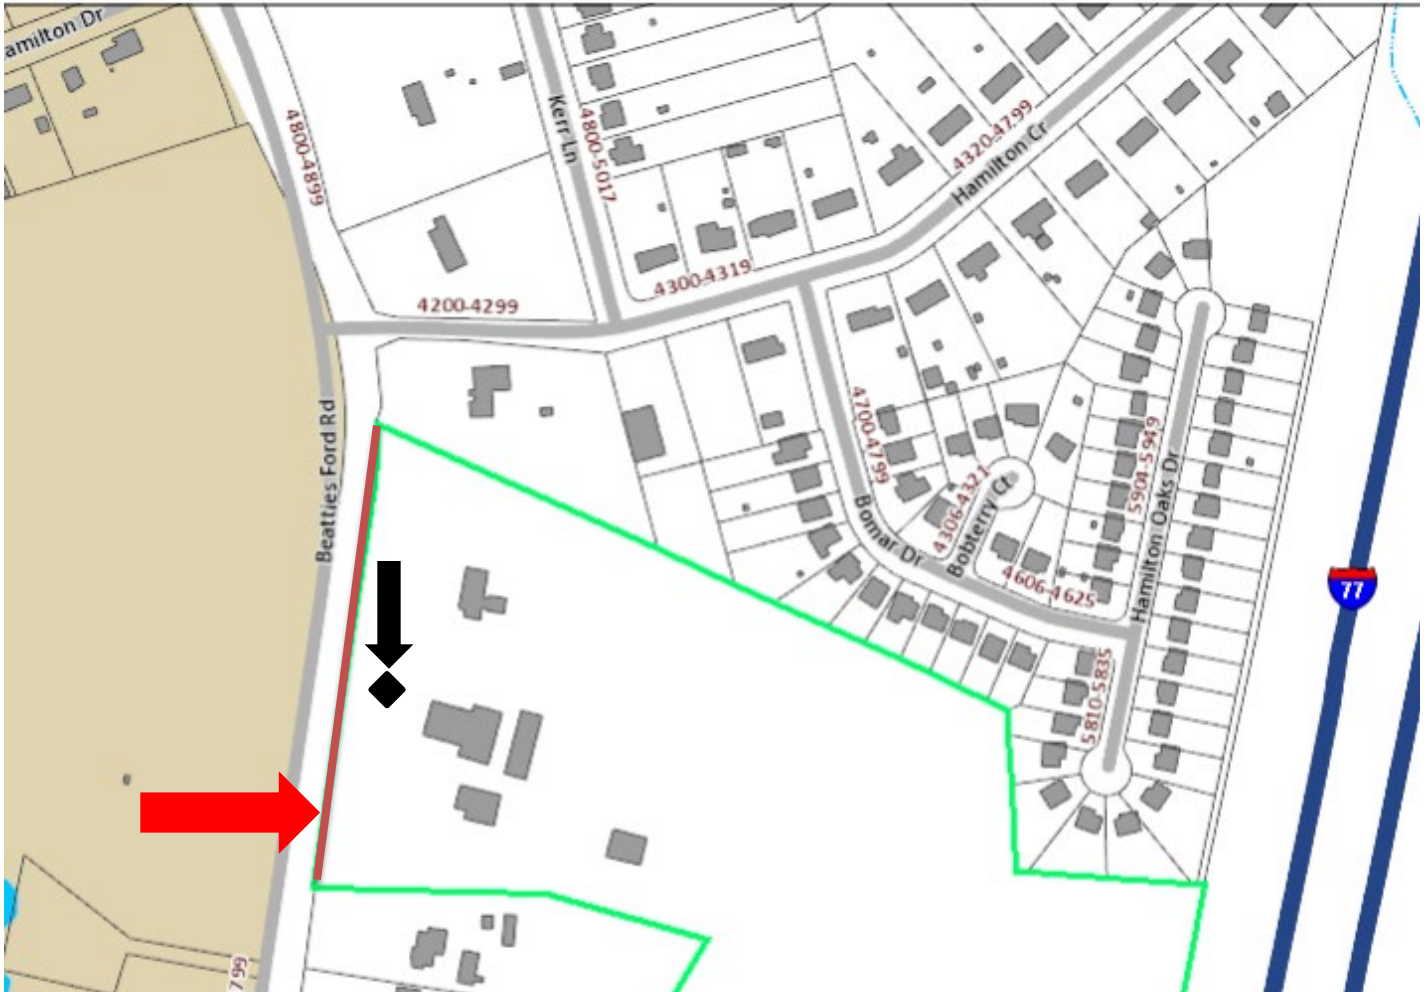 amilton Dr
4800-4899
Kerr Ln
4800-5017
4320-4799
Hamilton Cr
4300-4319
4200-4299
Beatties Ford Rd
4700-4799
Bomar Dr
4306-4321
Bobterry Ct
4606-4625
5904-5949
Hamilton Oaks Dr
5810-5835
77
799